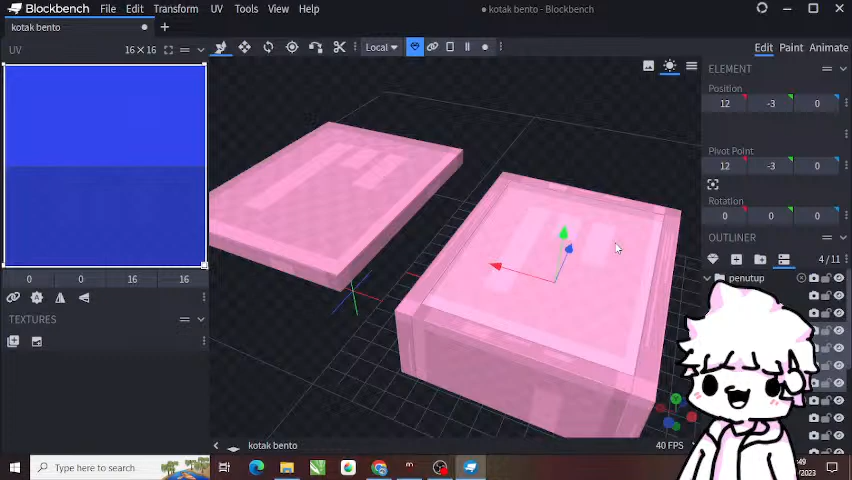 Blockbench File Edit Transform UV Tools View Help
kotak bento - Blockbench
kotak bento
UV
16 × 16
Local
Edit Paint Animate
ELEMENT
Position
12 -3 0
Pivot Point
12 -3 0
Rotation
0 0 0
OUTLINER
4 / 11
penutup
0 0 16 16
TEXTURES
kotak bento
40 FPS
Type here to search